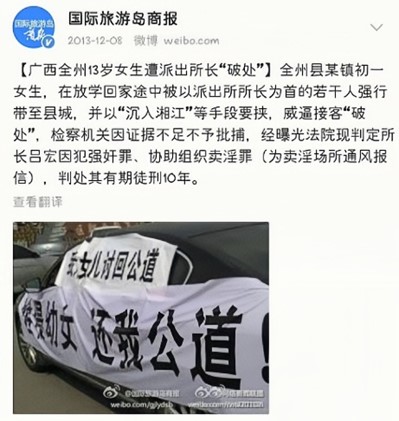 国际旅游岛商报
2013-12-08 微博 weibo.com
【广西全州13岁女生遭派出所长“破处”】全州县某镇初一
女生，在放学回家途中被以派出所所长为首的若干人强行
带至县城，并以“沉入湘江”等手段要挟，威逼接客“破
处”，检察机关因证据不足不予批捕，经曝光法院现判定所
长吕宏因犯强奸罪、协助组织卖淫罪（为卖淫场所通风报
信），判处其有期徒刑10年。
查看翻译
女儿讨回公道
幼女 还我公道！
@国际旅游岛商报
weibo.com/gjlydsb